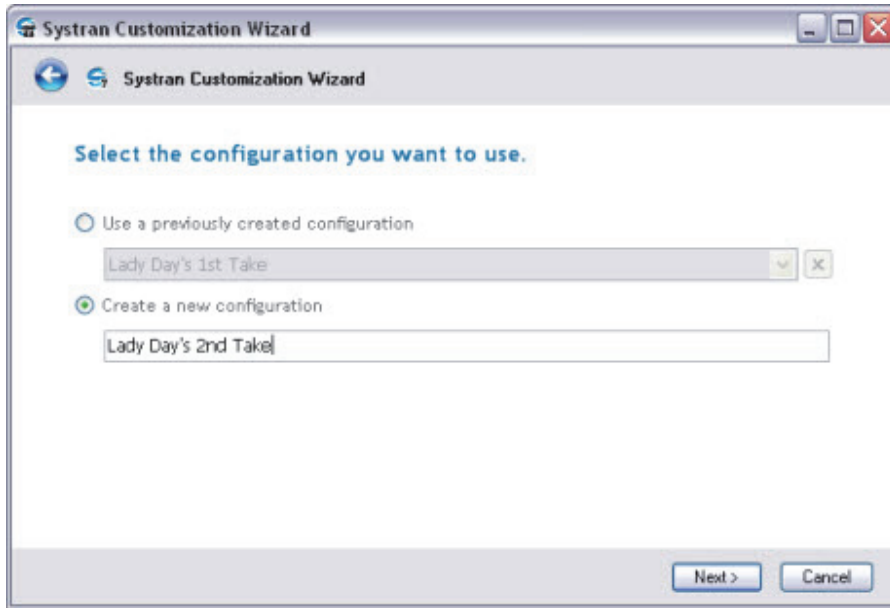 Systran Customization Wizard
Systran Customization Wizard
Select the configuration you want to use.
Use a previously created configuration
Lady Day's 1st Take
Create a new configuration
Lady Day's 2nd Take
Next > Cancel